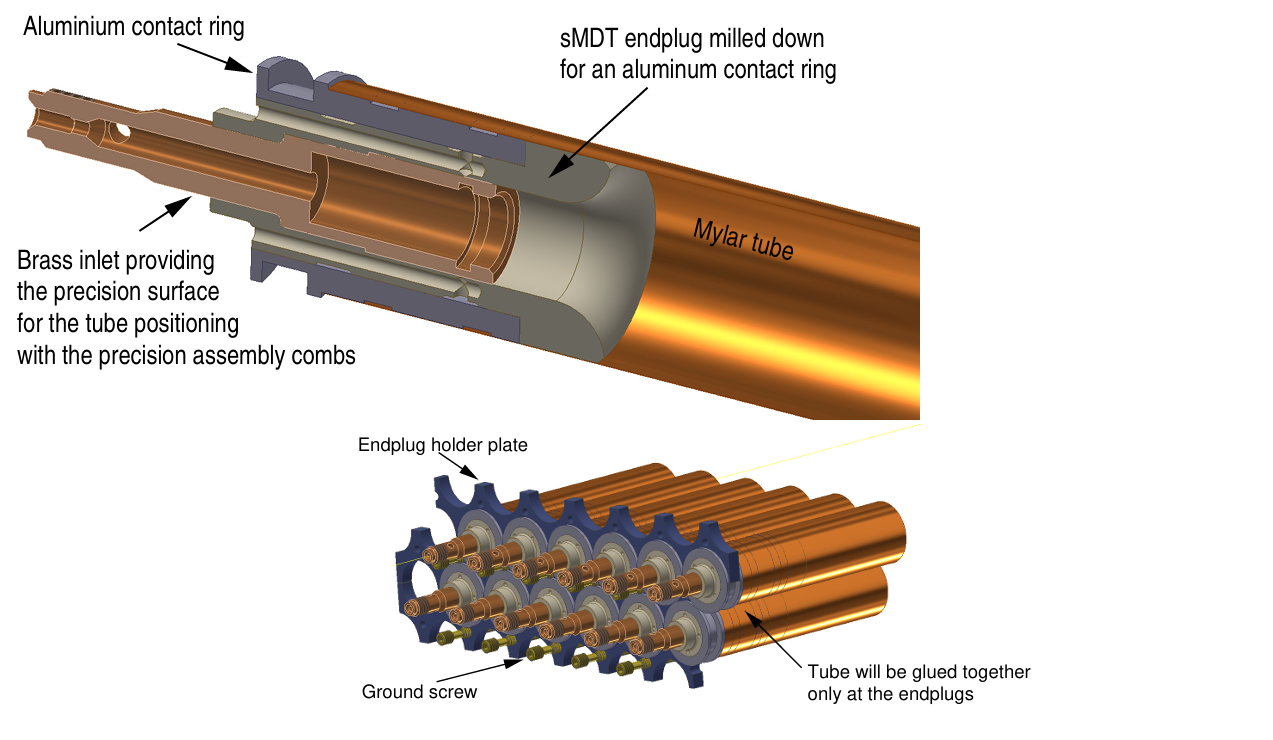 Aluminium contact ring
sMDT endplug milled down
for an aluminum contact ring
Mylar tube
Brass inlet providing
the precision surface
for the tube positioning
with the precision assembly combs
Endplug holder plate
Ground screw
Tube will be glued together
only at the endplugs